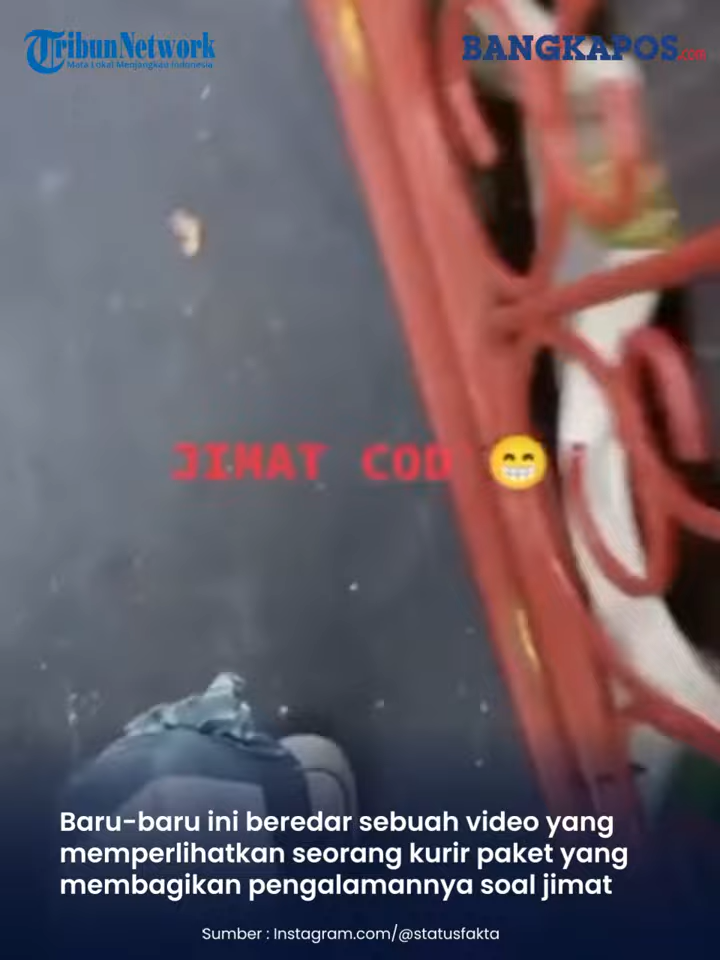 TribunNetwork
Mata Lokal Menjangkau Indonesia
BANGKAPOS.com
JIMAT COD
Baru-baru ini beredar sebuah video yang
memperlihatkan seorang kurir paket yang
membagikan pengalamannya soal jimat
Sumber : Instagram.com/@statusfakta